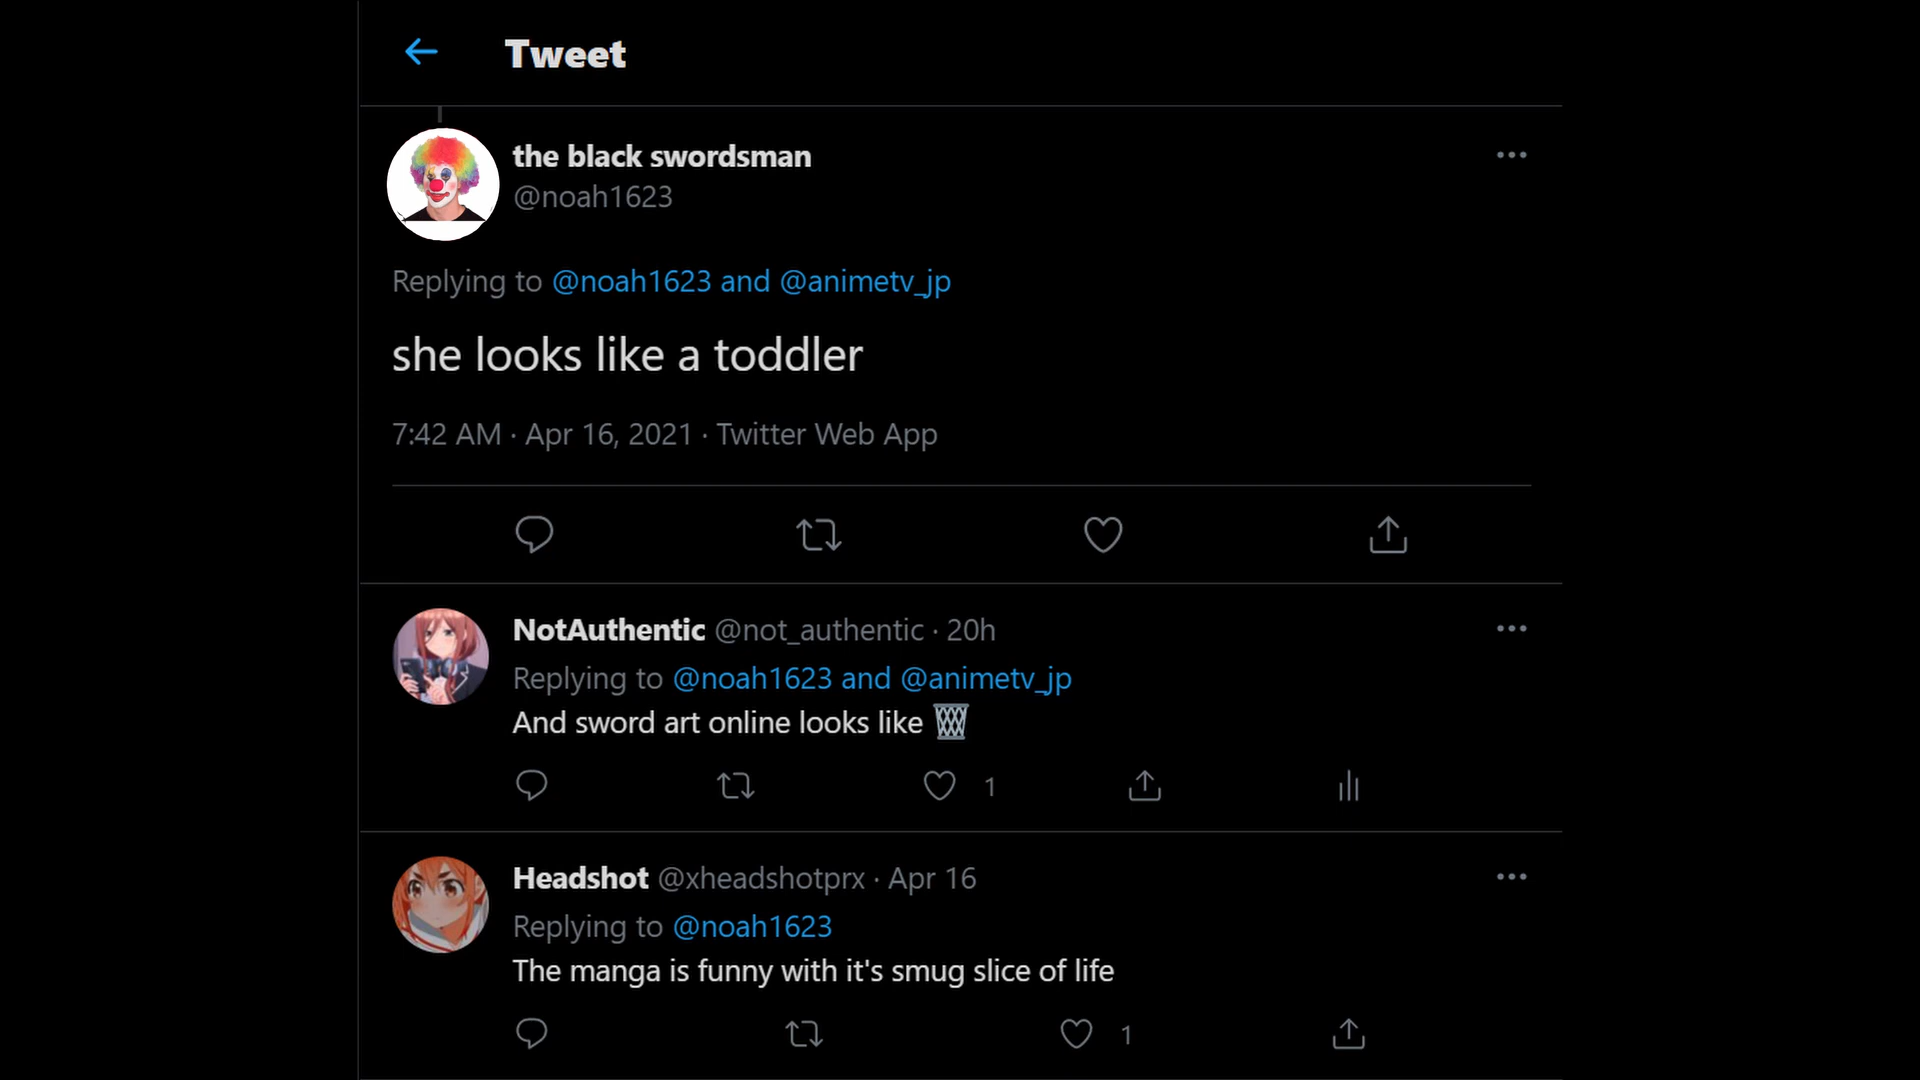 Tweet
the black swordsman
@noah1623
Replying to @noah1623 and @animetv_jp
she looks like a toddler
7:42 AM · Apr 16, 2021 · Twitter Web App
NotAuthentic @not_authentic · 20h
Replying to @noah1623 and @animetv_jp
And sword art online looks like 🗑
1
Headshot @xheadshotprx · Apr 16
Replying to @noah1623
The manga is funny with it's smug slice of life
1